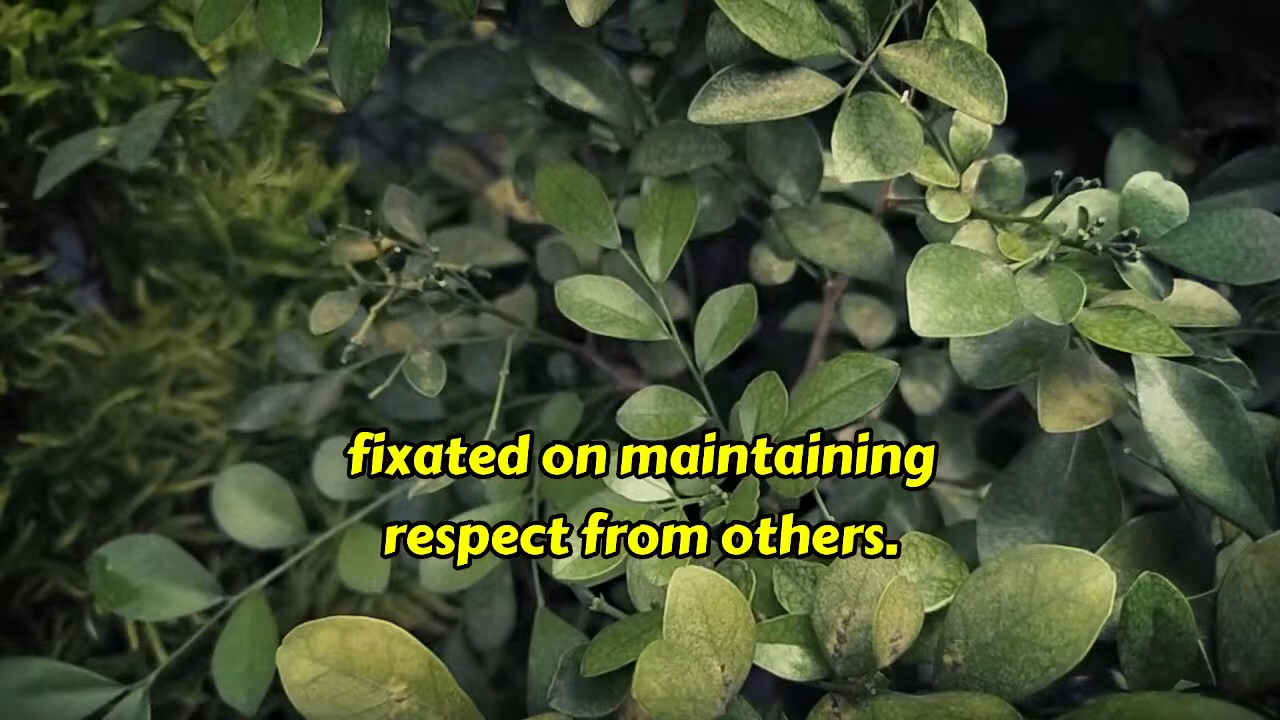 fixated on maintaining
respect from others.